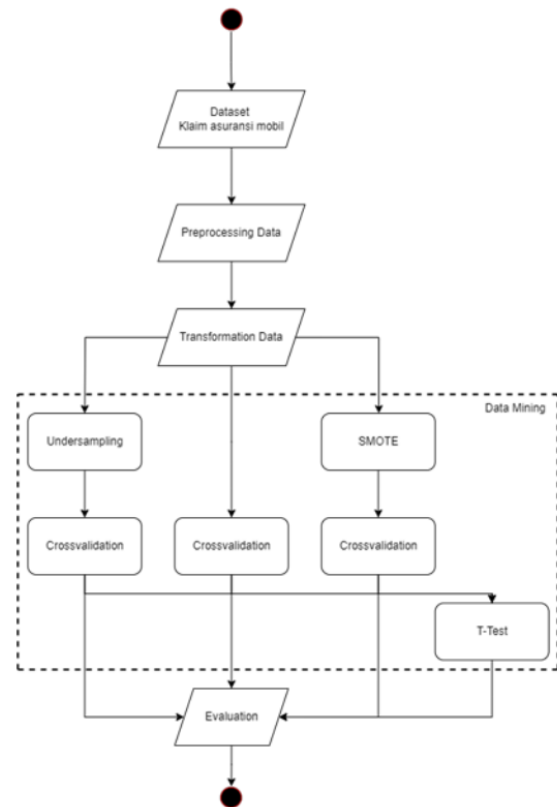 Dataset
Klaim asuransi mobil
Preprocessing Data
Transformation Data
Data Mining
Undersampling
SMOTE
Crossvalidation
Crossvalidation
Crossvalidation
T-Test
Evaluation